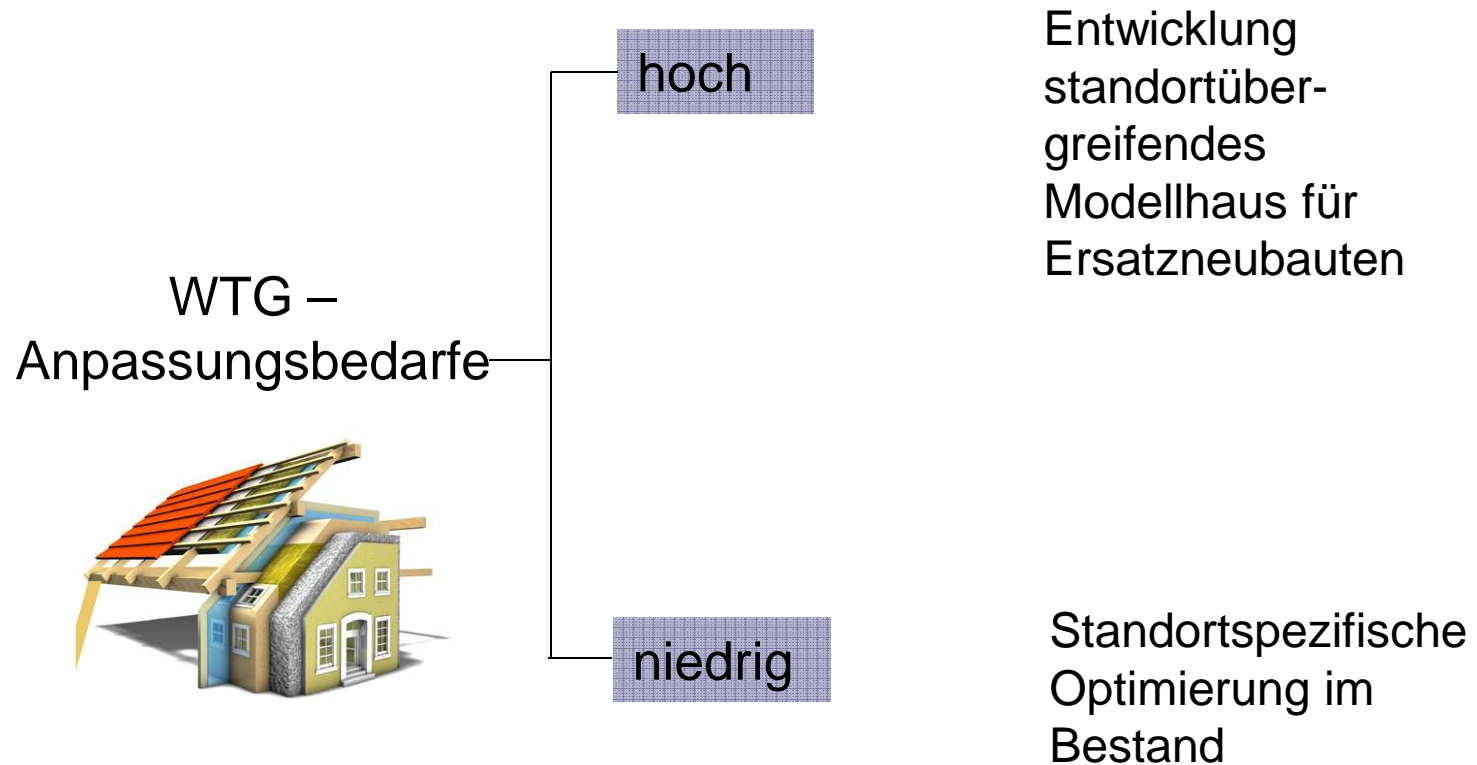 WTG –
Anpassungsbedarfe
hoch
Entwicklung
standortüber-
greifendes
Modellhaus für
Ersatzneubauten
niedrig
Standortspezifische
Optimierung im
Bestand